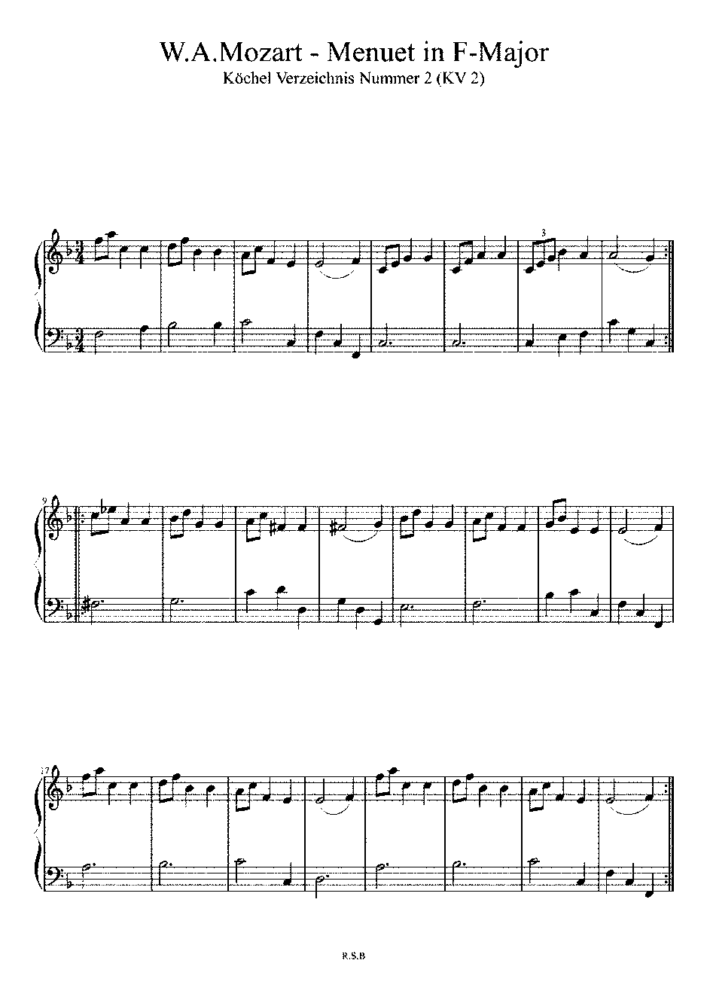 W.A.Mozart - Menuet in F-Major
Köchel Verzeichnis Nummer 2 (KV 2)
3
9
17
R.S.B